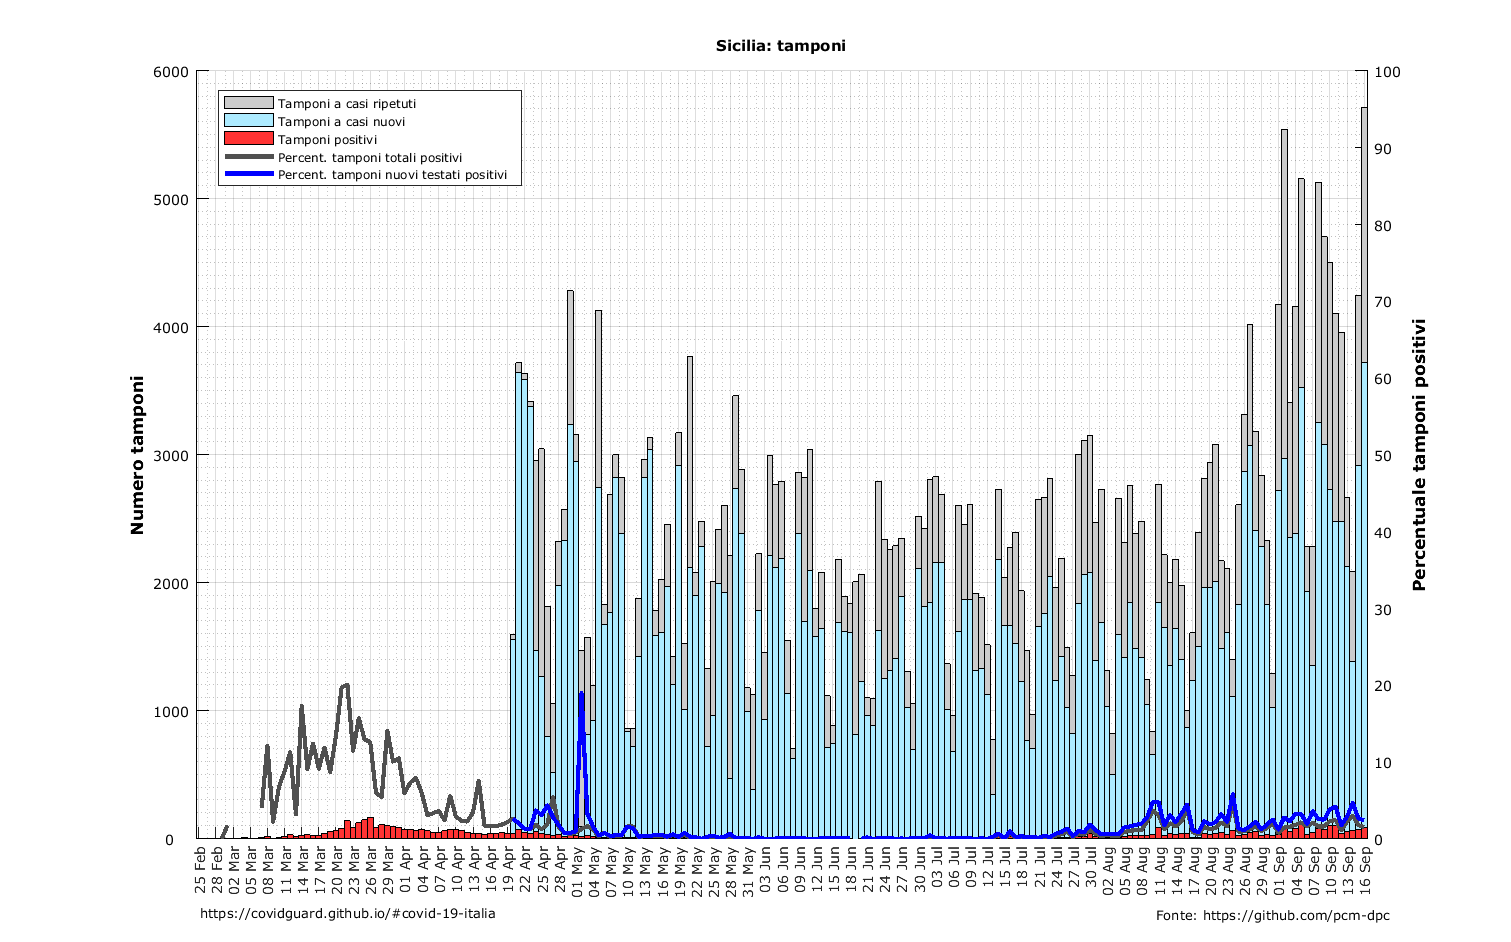 Sicilia: tamponi
6000
5000
4000
3000
2000
1000
0
Numero tamponi
Tamponi a casi ripetuti
Tamponi a casi nuovi
Tamponi positivi
Percent. tamponi totali positivi
Percent. tamponi nuovi testati positivi
100
90
80
70
60
50
40
30
20
10
0
Percentuale tamponi positivi
25 Feb
28 Feb
02 Mar
05 Mar
08 Mar
11 Mar
14 Mar
17 Mar
20 Mar
23 Mar
26 Mar
29 Mar
01 Apr
04 Apr
07 Apr
10 Apr
13 Apr
16 Apr
19 Apr
22 Apr
25 Apr
28 Apr
01 May
04 May
07 May
10 May
13 May
16 May
19 May
22 May
25 May
28 May
31 May
03 Jun
06 Jun
09 Jun
12 Jun
15 Jun
18 Jun
21 Jun
24 Jun
27 Jun
30 Jun
03 Jul
06 Jul
09 Jul
12 Jul
15 Jul
18 Jul
21 Jul
24 Jul
27 Jul
30 Jul
02 Aug
05 Aug
08 Aug
11 Aug
14 Aug
17 Aug
20 Aug
23 Aug
26 Aug
29 Aug
01 Sep
04 Sep
07 Sep
10 Sep
13 Sep
16 Sep
https://covidguard.github.io/#covid-19-italia
Fonte: https://github.com/pcm-dpc